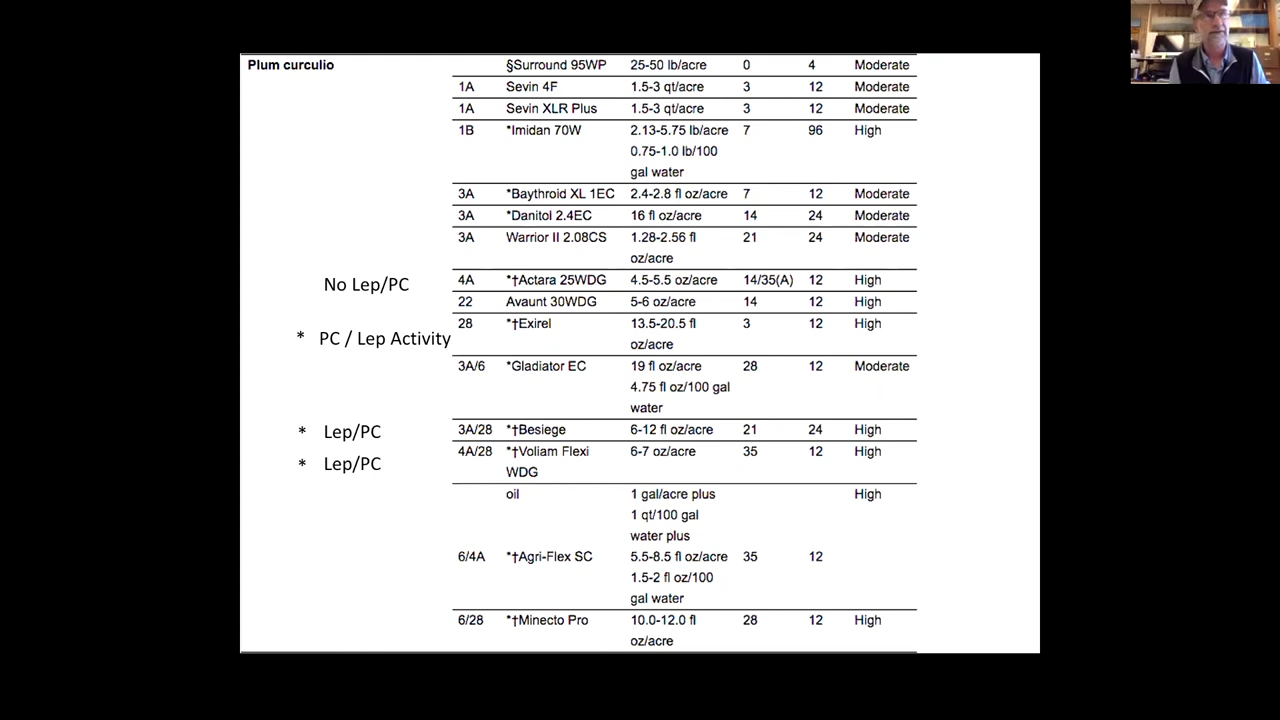 Plum curculio §Surround 95WP 25-50 lb/acre 0 4 Moderate
1A Sevin 4F 1.5-3 qt/acre 3 12 Moderate
1A Sevin XLR Plus 1.5-3 qt/acre 3 12 Moderate
1B *Imidan 70W 2.13-5.75 lb/acre 7 96 High
0.75-1.0 lb/100
gal water
3A *Baythroid XL 1EC 2.4-2.8 fl oz/acre 7 12 Moderate
3A *Danitol 2.4EC 16 fl oz/acre 14 24 Moderate
3A Warrior II 2.08CS 1.28-2.56 fl 21 24 Moderate
oz/acre
No Lep/PC 4A *†Actara 25WDG 4.5-5.5 oz/acre 14/35(A) 12 High
22 Avaunt 30WDG 5-6 oz/acre 14 12 High
28 *†Exirel 13.5-20.5 fl 3 12 High
* PC / Lep Activity oz/acre
3A/6 *Gladiator EC 19 fl oz/acre 28 12 Moderate
4.75 fl oz/100 gal
water
* Lep/PC 3A/28 *†Besiege 6-12 fl oz/acre 21 24 High
* Lep/PC 4A/28 *†Voliam Flexi 6-7 oz/acre 35 12 High
WDG
oil 1 gal/acre plus High
1 qt/100 gal
water plus
6/4A *†Agri-Flex SC 5.5-8.5 fl oz/acre 35 12
1.5-2 fl oz/100
gal water
6/28 *†Minecto Pro 10.0-12.0 fl 28 12 High
oz/acre